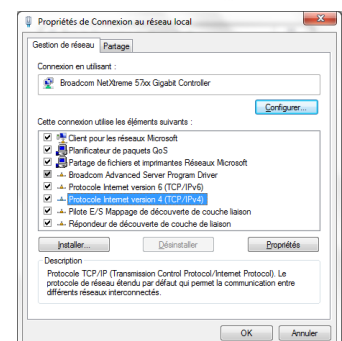 Propriétés de Connexion au réseau local
Gestion de réseau Partage
Connexion en utilisant :
Broadcom NetXtreme 57xx Gigabit Controller
Configurer...
Cette connexion utilise les éléments suivants :
Client pour les réseaux Microsoft
Planificateur de paquets QoS
Partage de fichiers et imprimantes Réseaux Microsoft
Broadcom Advanced Server Program Driver
Protocole Internet version 6 (TCP/IPv6)
Protocole Internet version 4 (TCP/IPv4)
Pilote E/S Mappage de découverte de couche liaison
Répondeur de découverte de couche de liaison
Installer... Désinstaller Propriétés
Description
Protocole TCP/IP (Transmission Control Protocol/Internet Protocol). Le
protocole de réseau étendu par défaut qui permet la communication entre
différents réseaux interconnectés.
OK Annuler